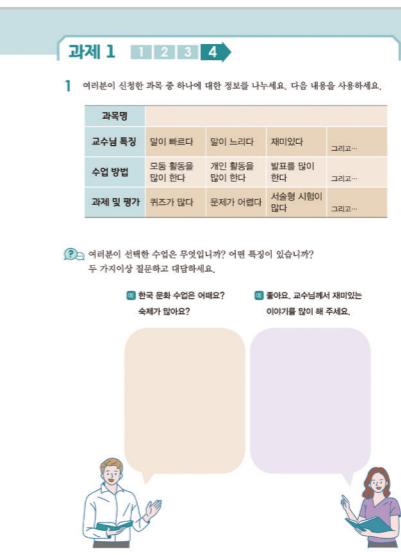 과제 1 1 2 3 4
1 여러분이 신청한 과목 중 하나에 대한 정보를 나누세요. 다음 내용을 사용하세요.
과목명
교수님 특징 말이 빠르다 말이 느리다 재미있다 그리고…
수업 방법 모둠 활동을 많이 한다 개인 활동을 많이 한다 발표를 많이 한다 그리고…
과제 및 평가 퀴즈가 많다 문제가 어렵다 서술형 시험이 많다 그리고…
여러분이 선택한 수업은 무엇입니까? 어떤 특징이 있습니까?
두 가지이상 질문하고 대답하세요.
예 한국 문화 수업은 어때요?
숙제가 많아요?
예 좋아요. 교수님께서 재미있는
이야기를 많이 해 주세요.